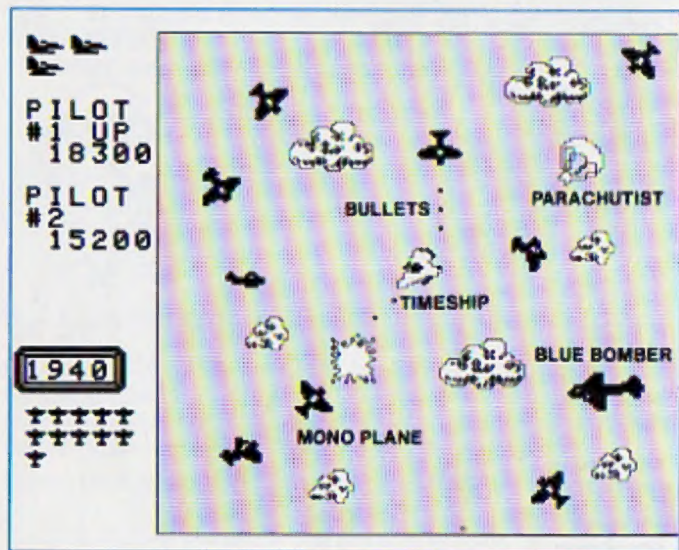 PILOT
#1 UP
18300
PILOT
#2
15200
BULLETS
PARACHUTIST
TIMESHIP
BLUE BOMBER
1940
MONO PLANE